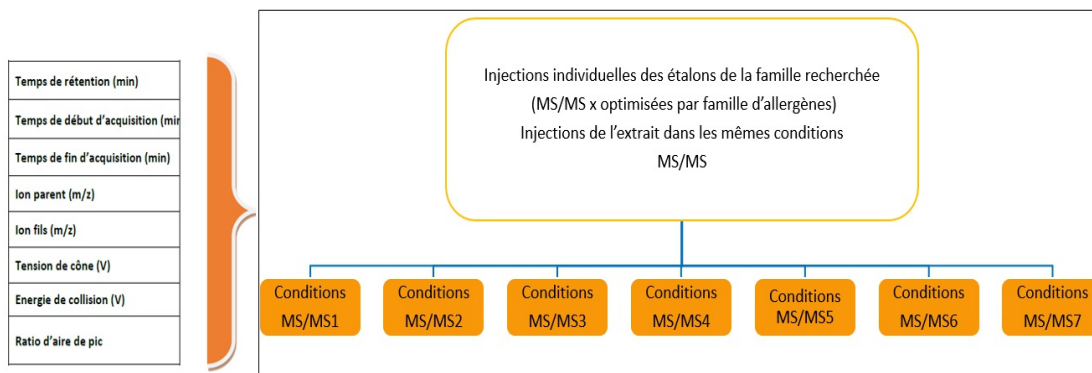 Temps de rétention (min)
Temps de début d'acquisition (min
Temps de fin d'acquisition (min)
Ion parent (m/z)
Ion fils (m/z)
Tension de cône (V)
Energie de collision (V)
Ratio d'aire de pic
Injections individuelles des étalons de la famille recherchée
(MS/MS x optimisées par famille d'allergènes)
Injections de l'extrait dans les mêmes conditions
MS/MS
Conditions
MS/MS1
Conditions
MS/MS2
Conditions
MS/MS3
Conditions
MS/MS4
Conditions
MS/MS5
Conditions
MS/MS6
Conditions
MS/MS7